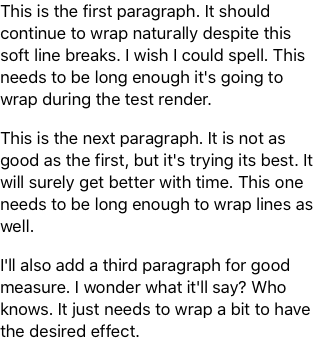 This is the first paragraph. It should
continue to wrap naturally despite this
soft line breaks. I wish I could spell. This
needs to be long enough it's going to
wrap during the test render.
This is the next paragraph. It is not as
good as the first, but it's trying its best. It
will surely get better with time. This one
needs to be long enough to wrap lines as
well.
I'll also add a third paragraph for good
measure. I wonder what it'll say? Who
knows. It just needs to wrap a bit to have
the desired effect.